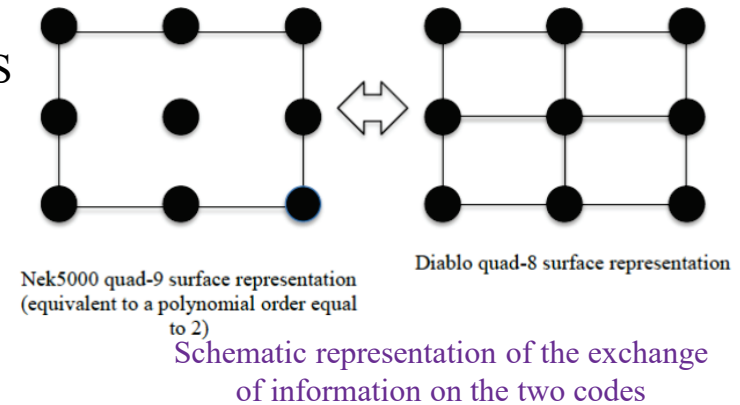 S
Nek5000 quad-9 surface representation
(equivalent to a polynomial order equal
to 2)
Diablo quad-8 surface representation
Schematic representation of the exchange
of information on the two codes